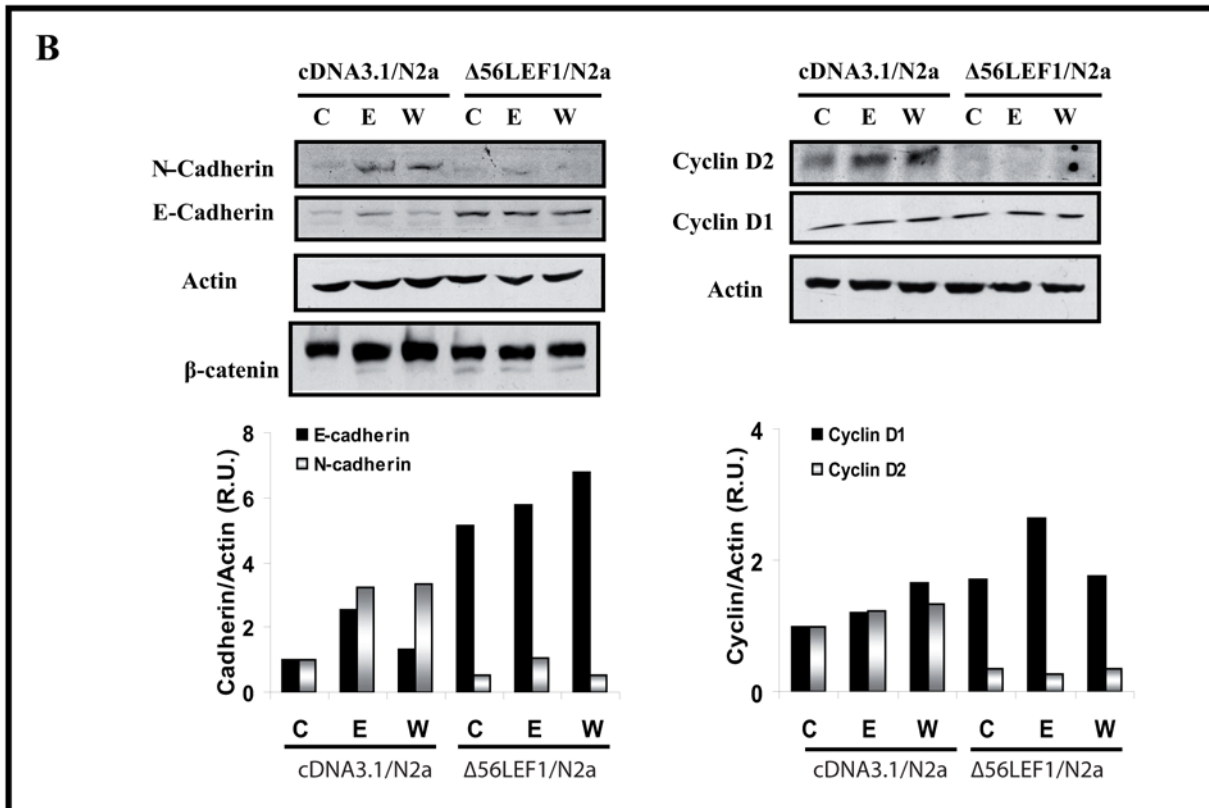 B
cDNA3.1/N2a Δ56LEF1/N2a
C E W C E W
N-Cadherin
E-Cadherin
Actin
β-catenin
cDNA3.1/N2a Δ56LEF1/N2a
C E W C E W
Cyclin D2
Cyclin D1
Actin
Cadherin/Actin (R.U.)
8
6
4
2
0
E-cadherin
N-cadherin
C E W C E W
cDNA3.1/N2a Δ56LEF1/N2a
Cyclin/Actin (R.U.)
4
2
0
Cyclin D1
Cyclin D2
C E W C E W
cDNA3.1/N2a Δ56LEF1/N2a